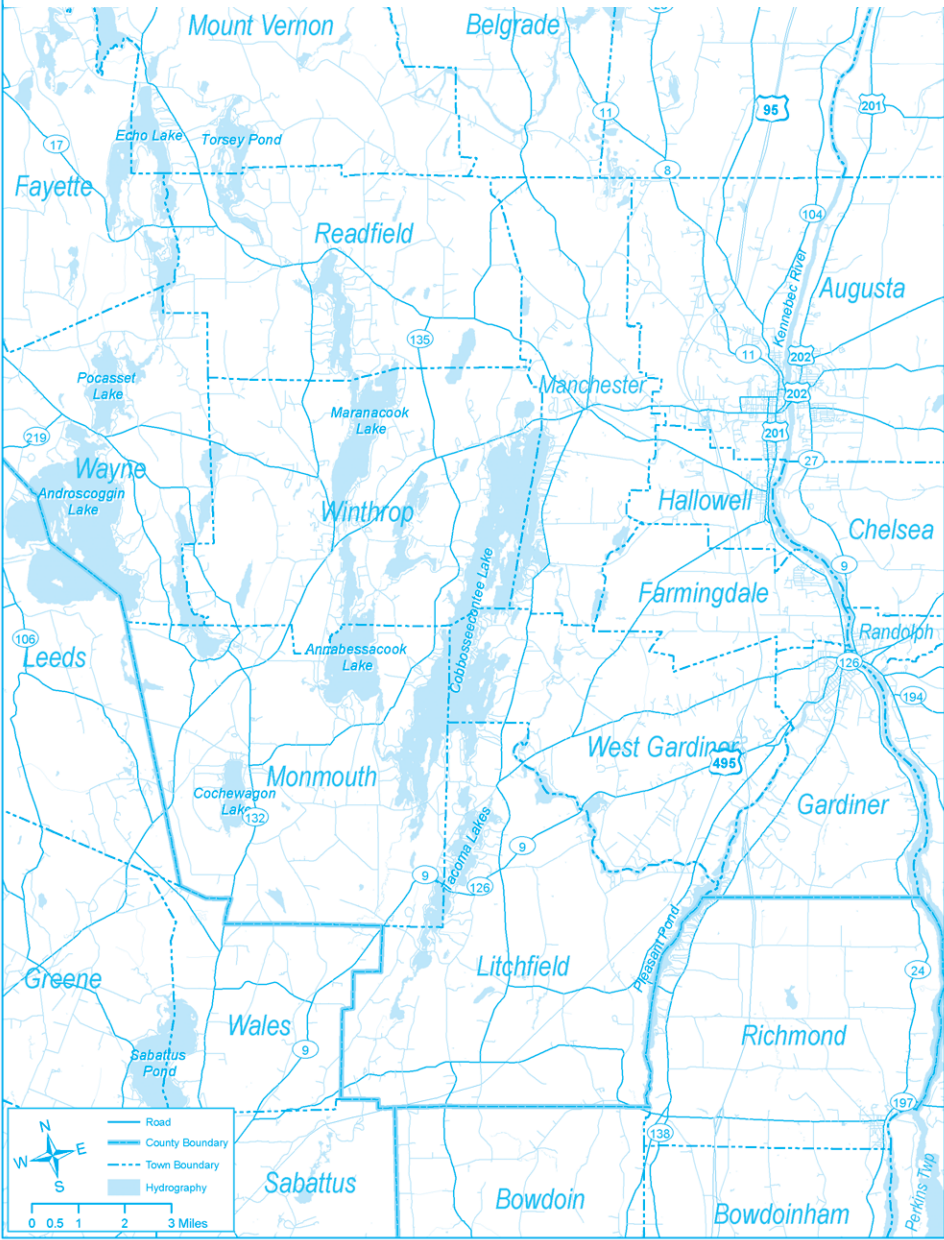 Mount Vernon
Belgrade
95
201
11
Echo Lake
Torsey Pond
17
8
Fayette
104
Readfield
Kennebec River
Augusta
135
11
202
Pocasset
Lake
Manchester
202
Maranacook
Lake
219
201
Wayne
27
Androscoggin
Lake
Winthrop
Hallowell
Chelsea
Cobbosseecontee Lake
9
Farmingdale
106
Randolph
Leeds
Annabessacook
Lake
126
194
West Gardiner
495
Monmouth
Cochewagon
Lake
132
Gardiner
Tacoma Lakes
9
9
126
Pleasant Pond
Litchfield
24
Greene
Wales
Richmond
9
Sabattus
Pond
197
138
N
W
E
S
Road
County Boundary
Town Boundary
Hydrography
0 0.5 1 2 3 Miles
Sabattus
Bowdoin
Bowdoinham
Perkins Twp